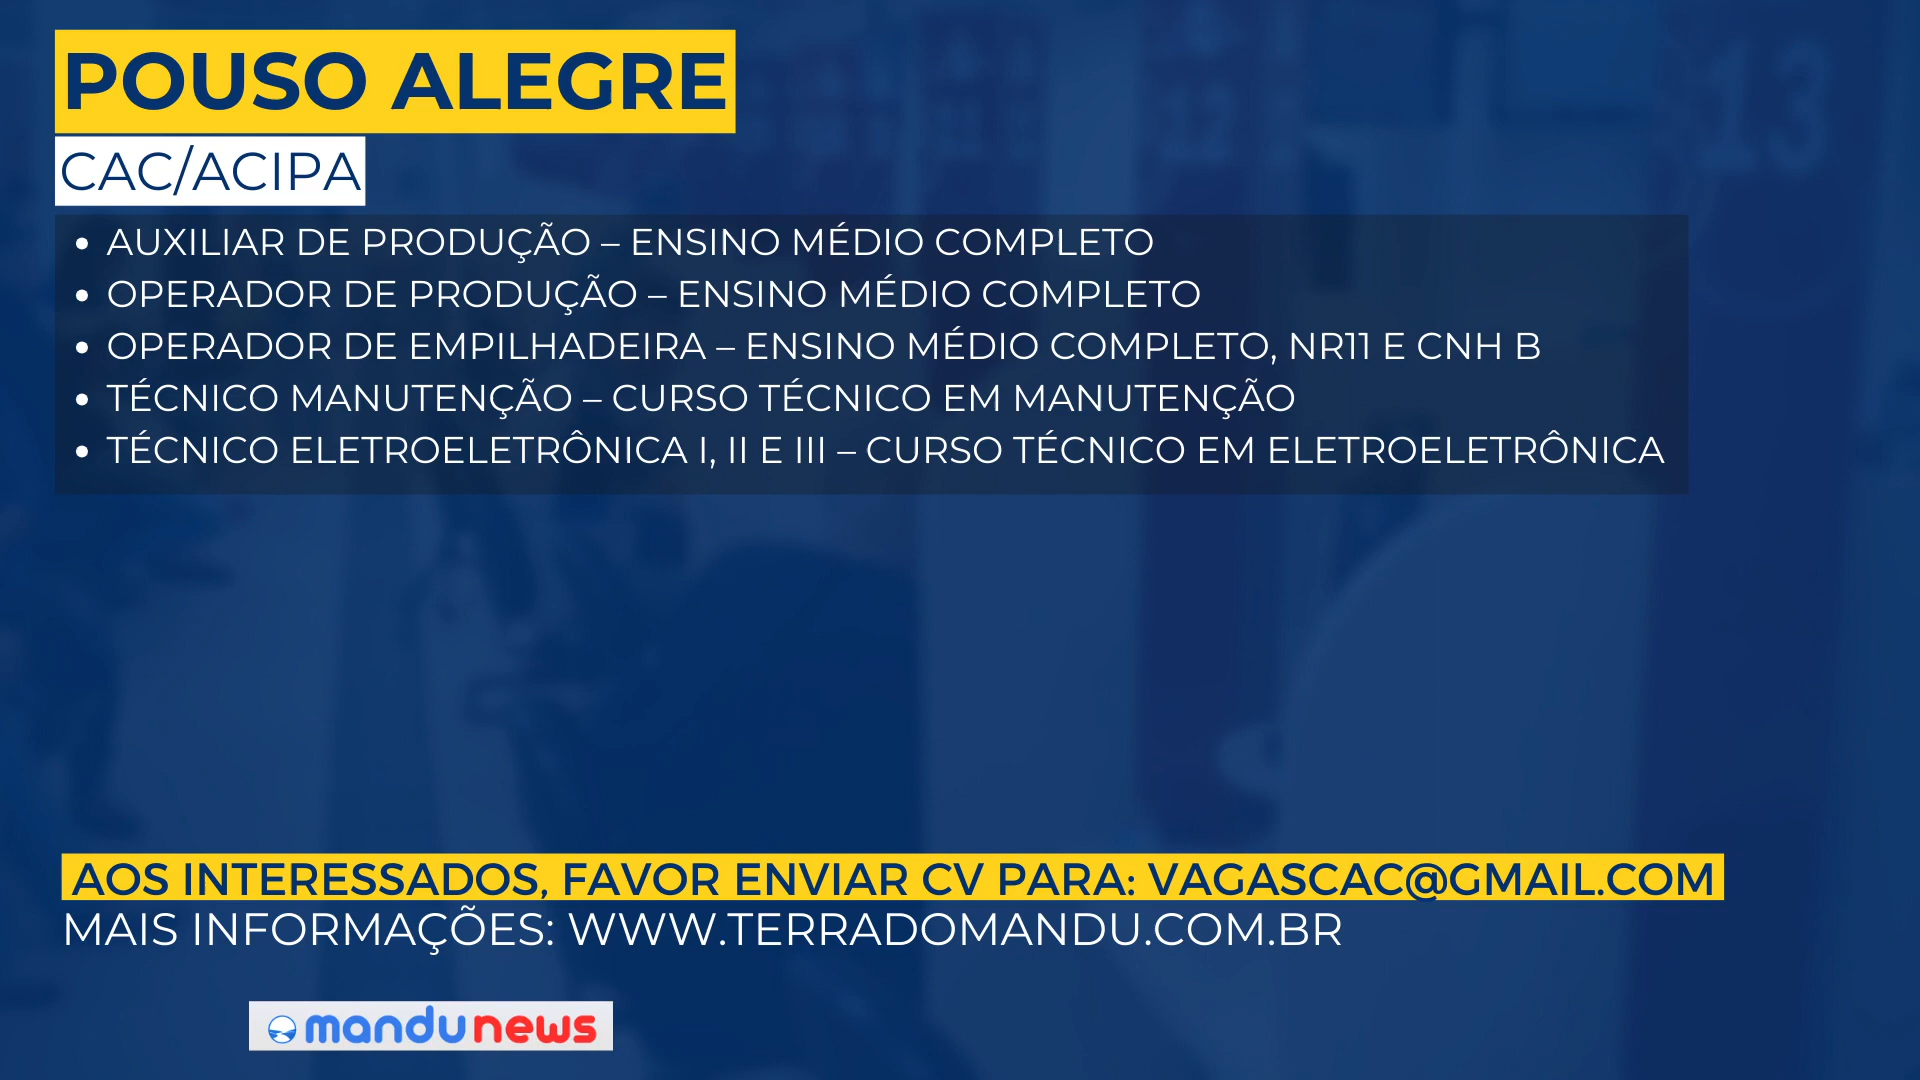 POUSO ALEGRE
CAC/ACIPA
• AUXILIAR DE PRODUÇÃO – ENSINO MÉDIO COMPLETO
• OPERADOR DE PRODUÇÃO – ENSINO MÉDIO COMPLETO
• OPERADOR DE EMPILHADEIRA – ENSINO MÉDIO COMPLETO, NR11 E CNH B
• TÉCNICO MANUTENÇÃO – CURSO TÉCNICO EM MANUTENÇÃO
• TÉCNICO ELETROELETRÔNICA I, II E III – CURSO TÉCNICO EM ELETROELETRÔNICA
12
13
AOS INTERESSADOS, FAVOR ENVIAR CV PARA: VAGASCAC@GMAIL.COM
MAIS INFORMAÇÕES: WWW.TERRADOMANDU.COM.BR
mandunews